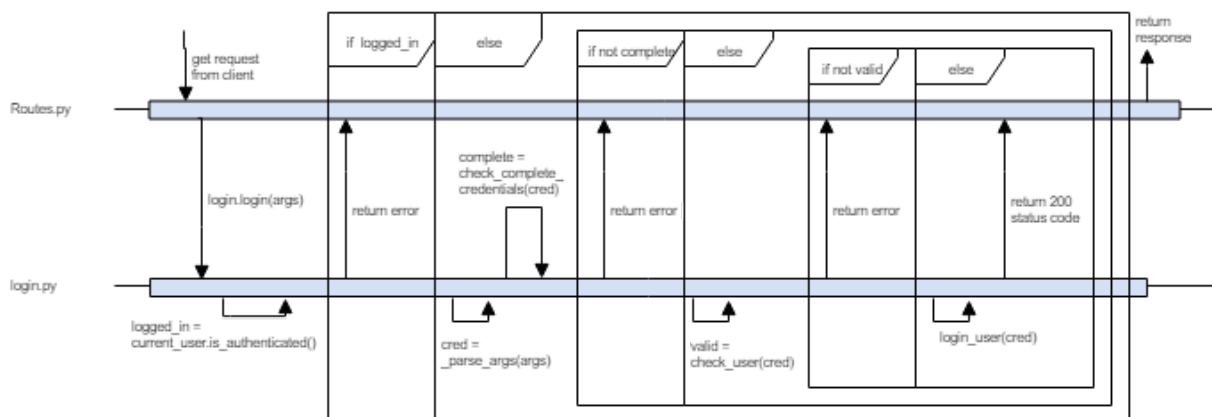 return
response
if logged_in
else
if not complete
else
if not valid
else
get request
from client
Routes.py
complete =
check_complete_
credentials(cred)
login.login(args)
return error
return error
return error
return 200
status code
login.py
logged_in =
current_user.is_authenticated()
cred =
_parse_args(args)
valid =
check_user(cred)
login_user(cred)